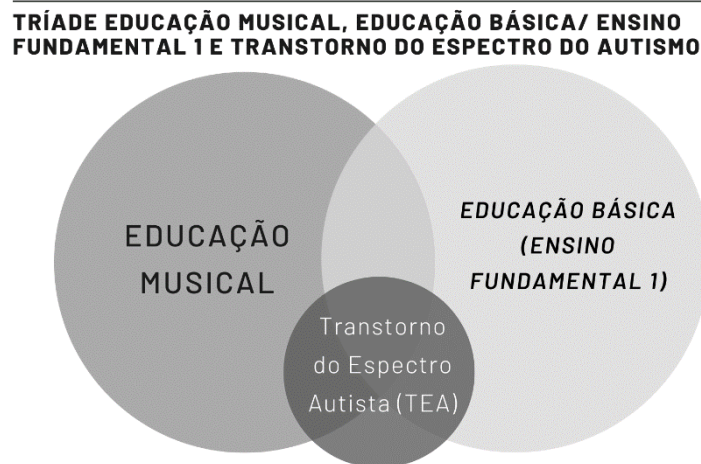 TRÍADE EDUCAÇÃO MUSICAL, EDUCAÇÃO BÁSICA/ ENSINO
FUNDAMENTAL 1 E TRANSTORNO DO ESPECTRO DO AUTISMO
EDUCAÇÃO
MUSICAL
EDUCAÇÃO BÁSICA
(ENSINO
FUNDAMENTAL 1)
Transtorno
do Espectro
Autista (TEA)